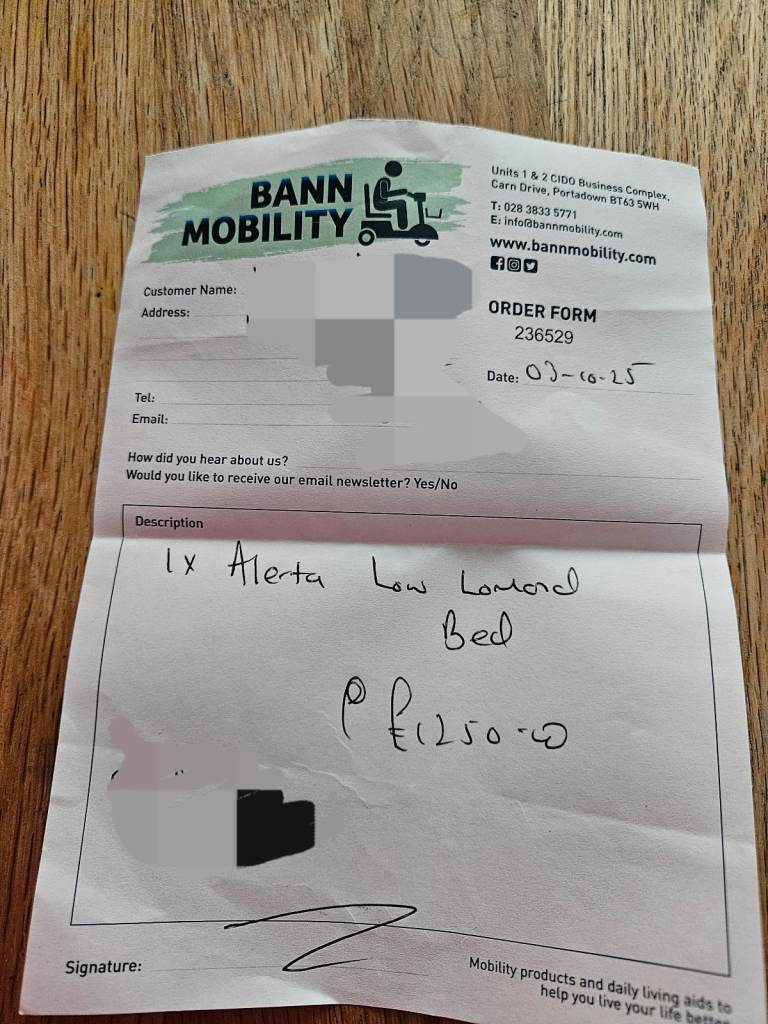 BANN
MOBILITY
Units 1 & 2 CIDO Business Complex,
Carn Drive, Portadown BT63 5WH
T: 028 3833 5771
E: info@bannmobility.com
www.bannmobility.com
Customer Name:
Address:
ORDER FORM
236529
Date: 03-10-25
Tel:
Email:
How did you hear about us?
Would you like to receive our email newsletter? Yes/No
Description
1x Alerta Low Lomond
Bed
£1250-00
Signature:
Mobility products and daily living aids to
help you live your life